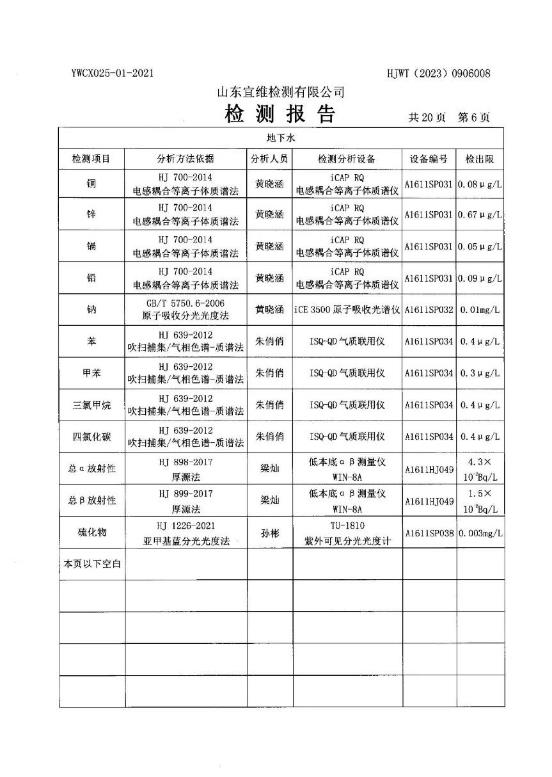 YWCX025-01-2021
HJWT（2023）0906008
山东宜维检测有限公司
检 测 报 告
共20页 第6页
地下水
检测项目 分析方法依据 分析人员 检测分析设备 设备编号 检出限
铜 HJ 700-2014 电感耦合等离子体质谱法 黄晓涵 iCAP RQ 电感耦合等离子体质谱仪 A1611SP031 0.08μg/L
锌 HJ 700-2014 电感耦合等离子体质谱法 黄晓涵 iCAP RQ 电感耦合等离子体质谱仪 A1611SP031 0.67μg/L
镉 HJ 700-2014 电感耦合等离子体质谱法 黄晓涵 iCAP RQ 电感耦合等离子体质谱仪 A1611SP031 0.05μg/L
铅 HJ 700-2014 电感耦合等离子体质谱法 黄晓涵 iCAP RQ 电感耦合等离子体质谱仪 A1611SP031 0.09μg/L
钠 GB/T 5750.6-2006 原子吸收分光光度法 黄晓涵 iCE 3500 原子吸收光谱仪 A1611SP032 0.01mg/L
苯 HJ 639-2012 吹扫捕集/气相色谱-质谱法 朱俏俏 ISQ-QD 气质联用仪 A1611SP034 0.4μg/L
甲苯 HJ 639-2012 吹扫捕集/气相色谱-质谱法 朱俏俏 ISQ-QD 气质联用仪 A1611SP034 0.3μg/L
三氯甲烷 HJ 639-2012 吹扫捕集/气相色谱-质谱法 朱俏俏 ISQ-QD 气质联用仪 A1611SP034 0.4μg/L
四氯化碳 HJ 639-2012 吹扫捕集/气相色谱-质谱法 朱俏俏 ISQ-QD 气质联用仪 A1611SP034 0.4μg/L
总α放射性 HJ 898-2017 厚源法 梁灿 低本底αβ测量仪 WIN-8A A1611HJ049 4.3× Bq/L
总β放射性 HJ 899-2017 厚源法 梁灿 低本底αβ测量仪 WIN-8A A1611HJ049 1.5× Bq/L
硫化物 HJ 1226-2021 亚甲基蓝分光光度法 孙彬 TU-1810 紫外可见分光光度计 A1611SP038 0.003mg/L
本页以下空白